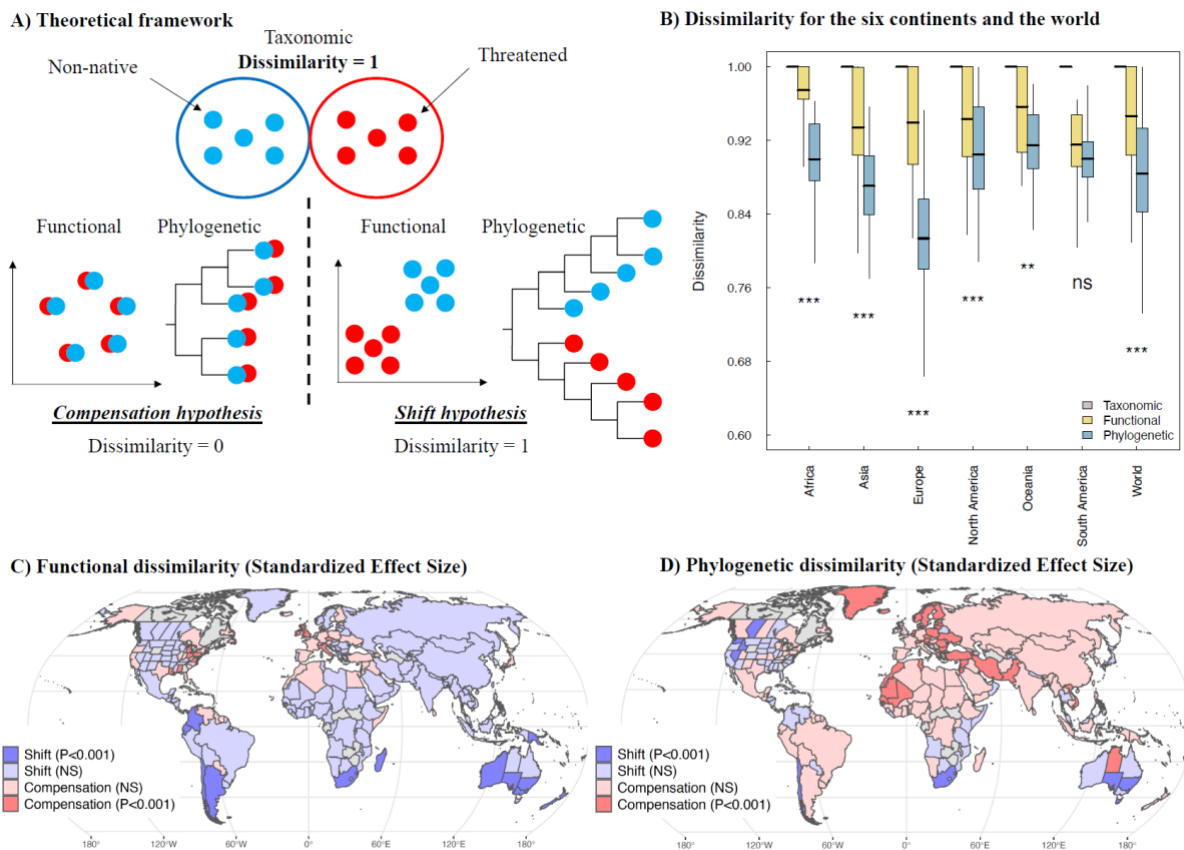 A) Theoretical framework
Taxonomic
Dissimilarity = 1
Non-native
Threatened
Functional
Phylogenetic
Functional
Phylogenetic
Compensation hypothesis
Dissimilarity = 0
Shift hypothesis
Dissimilarity = 1
B) Dissimilarity for the six continents and the world
Dissimilarity
1.00
0.92
0.84
0.76
0.68
0.60
***
***
***
***
**
ns
***
Taxonomic
Functional
Phylogenetic
Africa
Asia
Europe
North America
Oceania
South America
World
C) Functional dissimilarity (Standardized Effect Size)
Shift (P<0.001)
Shift (NS)
Compensation (NS)
Compensation (P<0.001)
180°
120°W
60°W
0°
60°E
120°E
180°
D) Phylogenetic dissimilarity (Standardized Effect Size)
Shift (P<0.001)
Shift (NS)
Compensation (NS)
Compensation (P<0.001)
180°
120°W
60°W
0°
60°E
120°E
180°